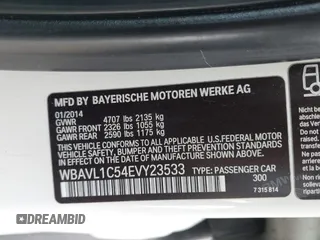 MFD. BY BAYERISCHE MOTOREN WERKE AG
01/2014
GVWR 4707 lbs 2135 kg
GAWR FRONT 2326 lbs 1055 kg
GAWR REAR 2590 lbs 1175 kg
THIS VEHICLE CONFORMS TO ALL APPLICABLE
FEDERAL MOTOR VEHICLE SAFETY, BUMPER,
AND THEFT PREVENTION STANDARDS IN EFFECT
ON THE DATE OF MANUFACTURE SHOWN ABOVE.
WBAVL1C54EVY23533
TYPE: PASSENGER CAR
300
7 315 814
DREAMBID